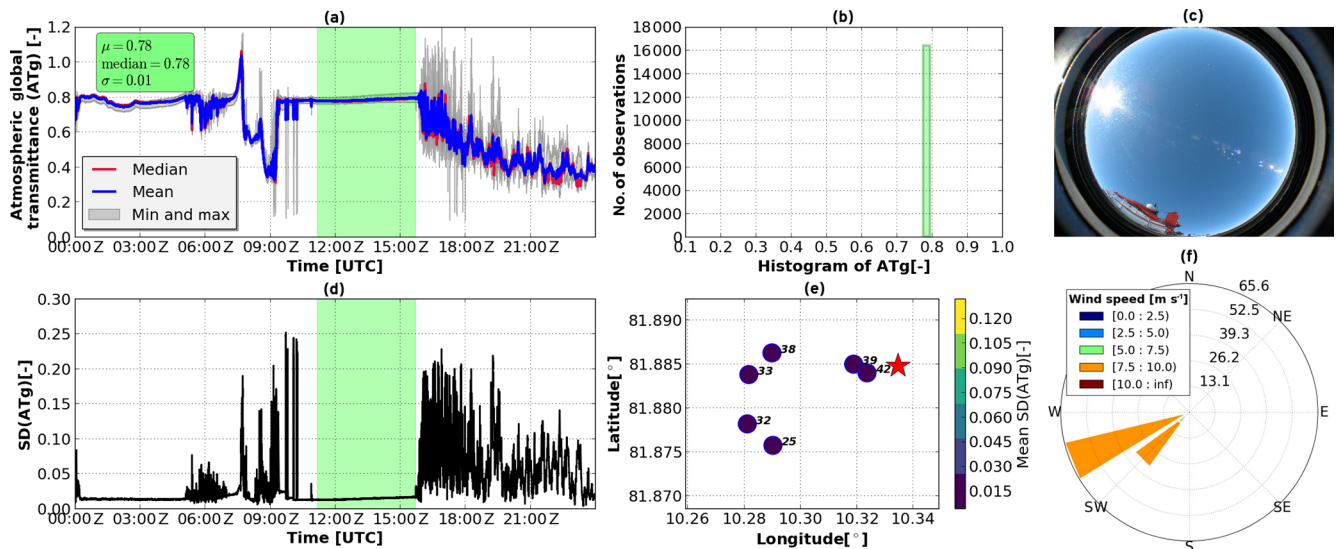 (a)
Atmospheric global
transmittance (ATg) [-]
1.2
1.0
0.8
0.6
0.4
0.2
0.0
μ = 0.78
median = 0.78
σ = 0.01
Median
Mean
Min and max
00:00Z 03:00Z 06:00Z 09:00Z 12:00Z 15:00Z 18:00Z 21:00Z
Time [UTC]
(b)
No. of observations
18000
16000
14000
12000
10000
8000
6000
4000
2000
0
0.1 0.2 0.3 0.4 0.5 0.6 0.7 0.8 0.9 1.0
Histogram of ATg[-]
(c)
(d)
SD(ATg)[-]
0.30
0.25
0.20
0.15
0.10
0.05
0.00
00:00Z 03:00Z 06:00Z 09:00Z 12:00Z 15:00Z 18:00Z 21:00Z
Time [UTC]
(e)
Latitude[°]
81.890
81.885
81.880
81.875
81.870
38
39
42
33
32
25
10.26 10.28 10.30 10.32 10.34
Longitude[°]
0.120
0.105
0.090
0.075
0.060
0.045
0.030
0.015
Mean SD(ATg)[-]
(f)
N
NE
E
SE
S
SW
W
65.6
52.5
39.3
26.2
13.1
Wind speed [m s⁻¹]
[0.0 : 2.5)
[2.5 : 5.0)
[5.0 : 7.5)
[7.5 : 10.0)
[10.0 : inf)